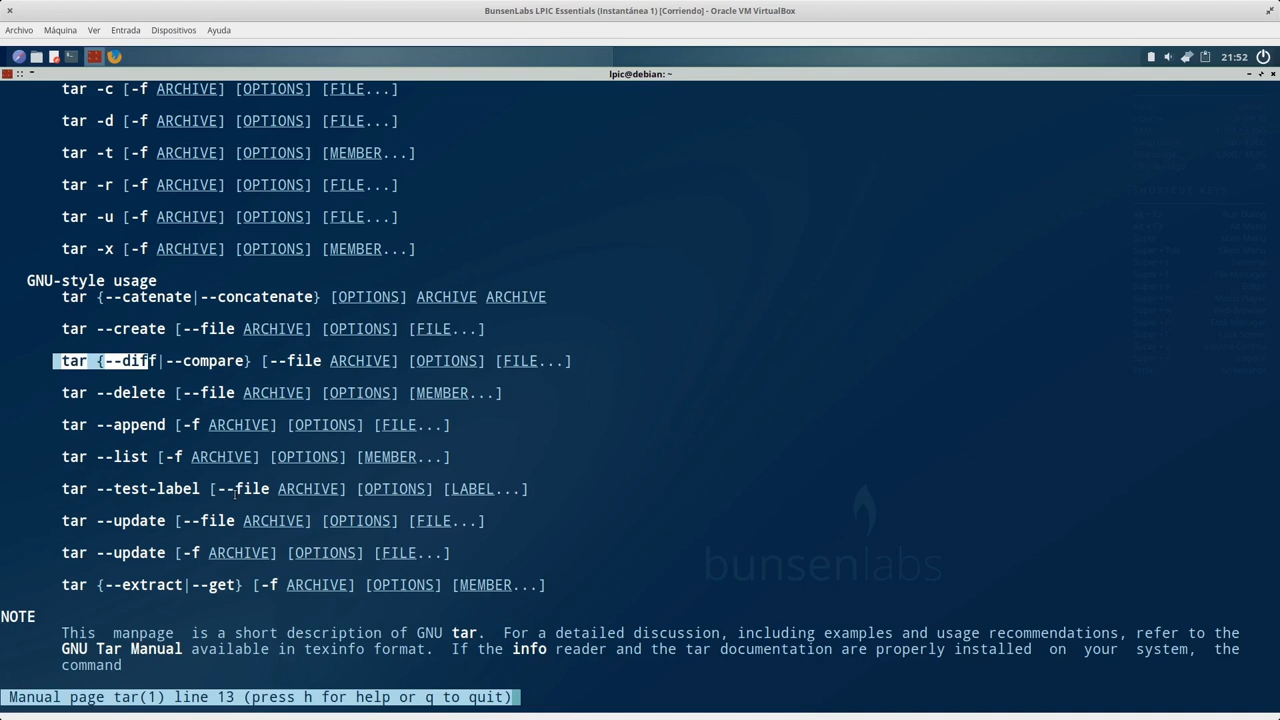 BunsenLabs LPIC Essentials (Instantánea 1) [Corriendo] - Oracle VM VirtualBox
Archivo Máquina Ver Entrada Dispositivos Ayuda
21:52
lpic@debian: ~
tar -c [-f ARCHIVE] [OPTIONS] [FILE...]
tar -d [-f ARCHIVE] [OPTIONS] [FILE...]
tar -t [-f ARCHIVE] [OPTIONS] [MEMBER...]
tar -r [-f ARCHIVE] [OPTIONS] [FILE...]
tar -u [-f ARCHIVE] [OPTIONS] [FILE...]
tar -x [-f ARCHIVE] [OPTIONS] [MEMBER...]
GNU-style usage
tar {--catenate|--concatenate} [OPTIONS] ARCHIVE ARCHIVE
tar --create [--file ARCHIVE] [OPTIONS] [FILE...]
tar {--diff|--compare} [--file ARCHIVE] [OPTIONS] [FILE...]
tar --delete [--file ARCHIVE] [OPTIONS] [MEMBER...]
tar --append [-f ARCHIVE] [OPTIONS] [FILE...]
tar --list [-f ARCHIVE] [OPTIONS] [MEMBER...]
tar --test-label [--file ARCHIVE] [OPTIONS] [LABEL...]
tar --update [--file ARCHIVE] [OPTIONS] [FILE...]
tar --update [-f ARCHIVE] [OPTIONS] [FILE...]
tar {--extract|--get} [-f ARCHIVE] [OPTIONS] [MEMBER...]
bunsenlabs
NOTE
This manpage is a short description of GNU tar. For a detailed discussion, including examples and usage recommendations, refer to the
GNU Tar Manual available in texinfo format. If the info reader and the tar documentation are properly installed on your system, the
command
Manual page tar(1) line 13 (press h for help or q to quit)